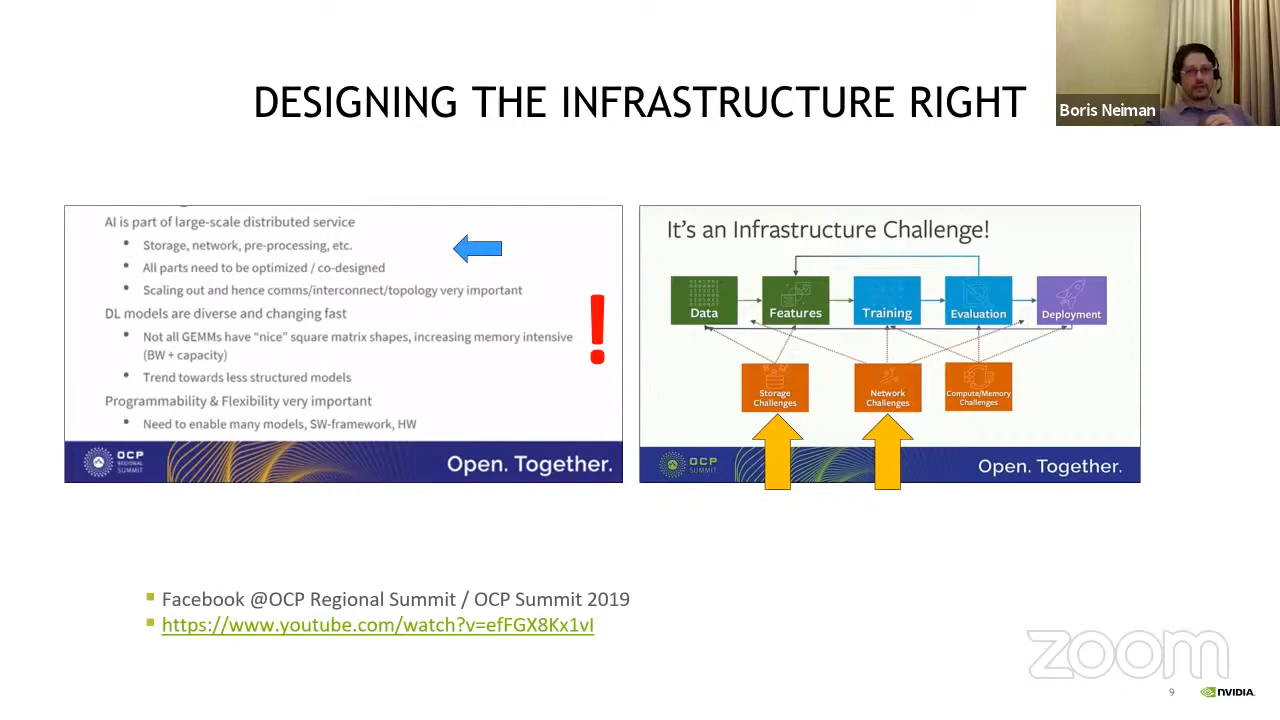 DESIGNING THE INFRASTRUCTURE RIGHT
Boris Neiman
AI is part of large-scale distributed service
• Storage, network, pre-processing, etc.
• All parts need to be optimized / co-designed
• Scaling out and hence comms/interconnect/topology very important
DL models are diverse and changing fast
• Not all GEMMs have “nice” square matrix shapes, increasing memory intensive
(BW + capacity)
• Trend towards less structured models
Programmability & Flexibility very important
• Need to enable many models, SW-framework, HW
OCP
REGIONAL
SUMMIT
Open. Together.
!
It's an Infrastructure Challenge!
Data
Features
Training
Evaluation
Deployment
Storage
Challenges
Network
Challenges
Compute/Memory
Challenges
OCP
SUMMIT
Open. Together.
▪ Facebook @OCP Regional Summit / OCP Summit 2019
▪ https://www.youtube.com/watch?v=efFGX8Kx1vI
zoom
9
NVIDIA.